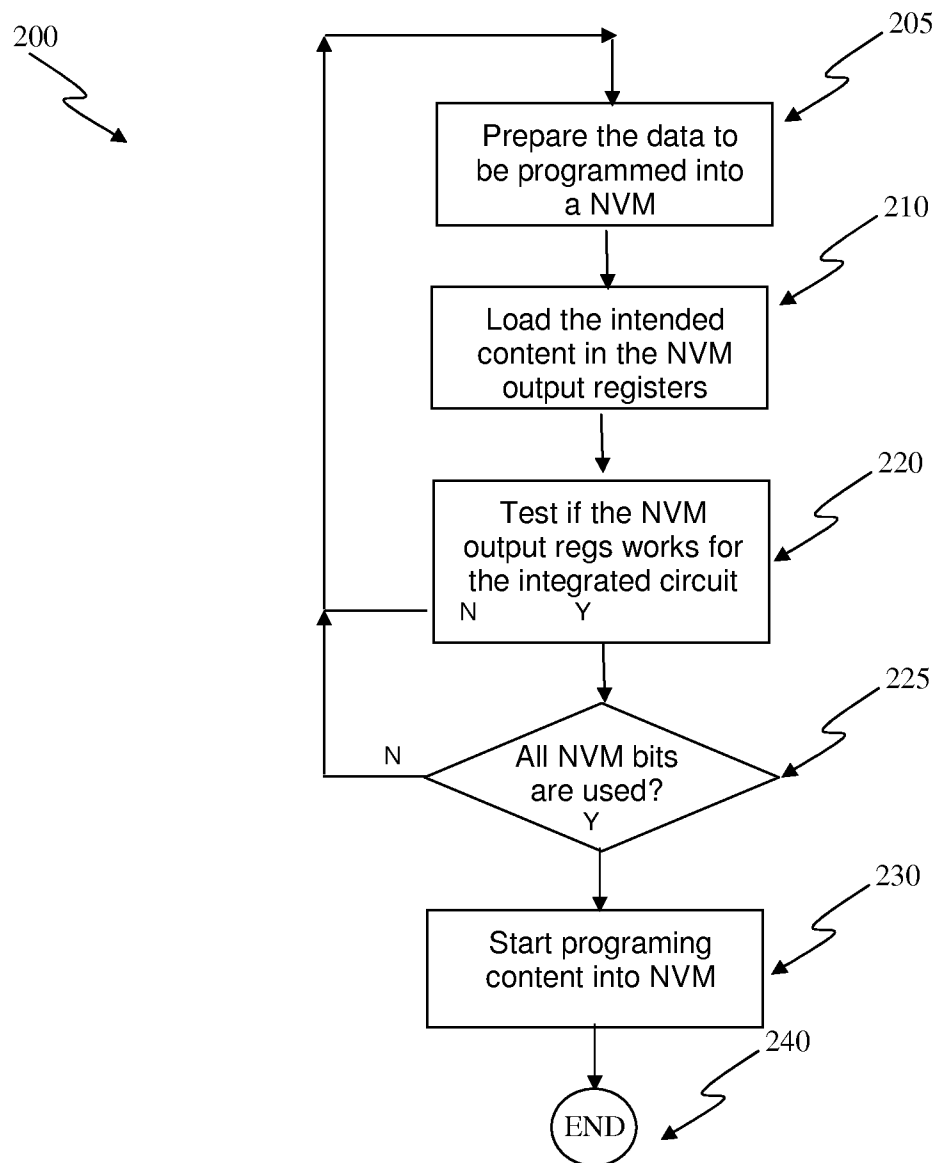 200
205
Prepare the data to
be programmed into
a NVM
210
Load the intended
content in the NVM
output registers
220
Test if the NVM
output regs works for
the integrated circuit
N Y
225
N
All NVM bits
are used?
Y
230
Start programing
content into NVM
240
END